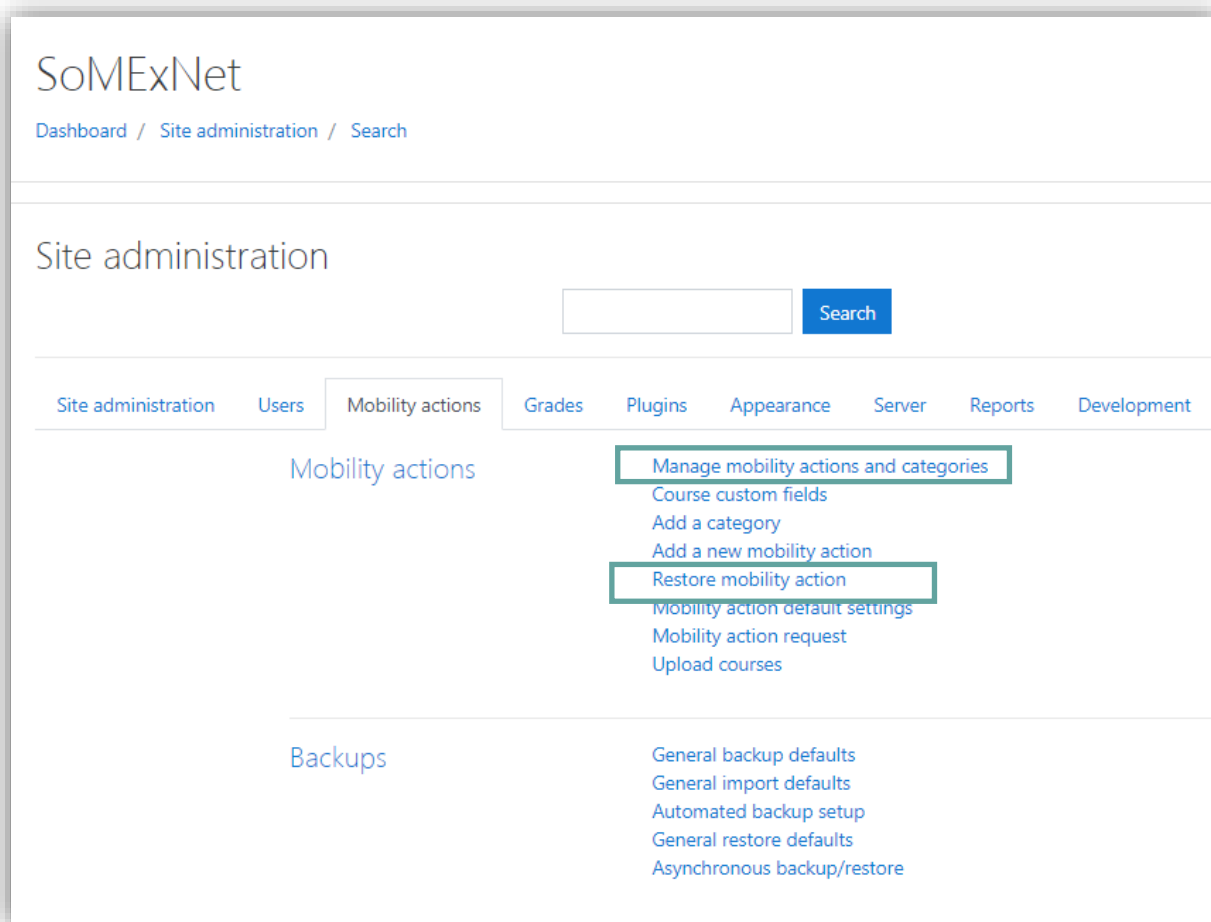 SoMExNet
Dashboard / Site administration / Search
Site administration
Search
Site administration Users Mobility actions Grades Plugins Appearance Server Reports Development
Mobility actions
Manage mobility actions and categories
Course custom fields
Add a category
Add a new mobility action
Restore mobility action
Mobility action default settings
Mobility action request
Upload courses
Backups
General backup defaults
General import defaults
Automated backup setup
General restore defaults
Asynchronous backup/restore